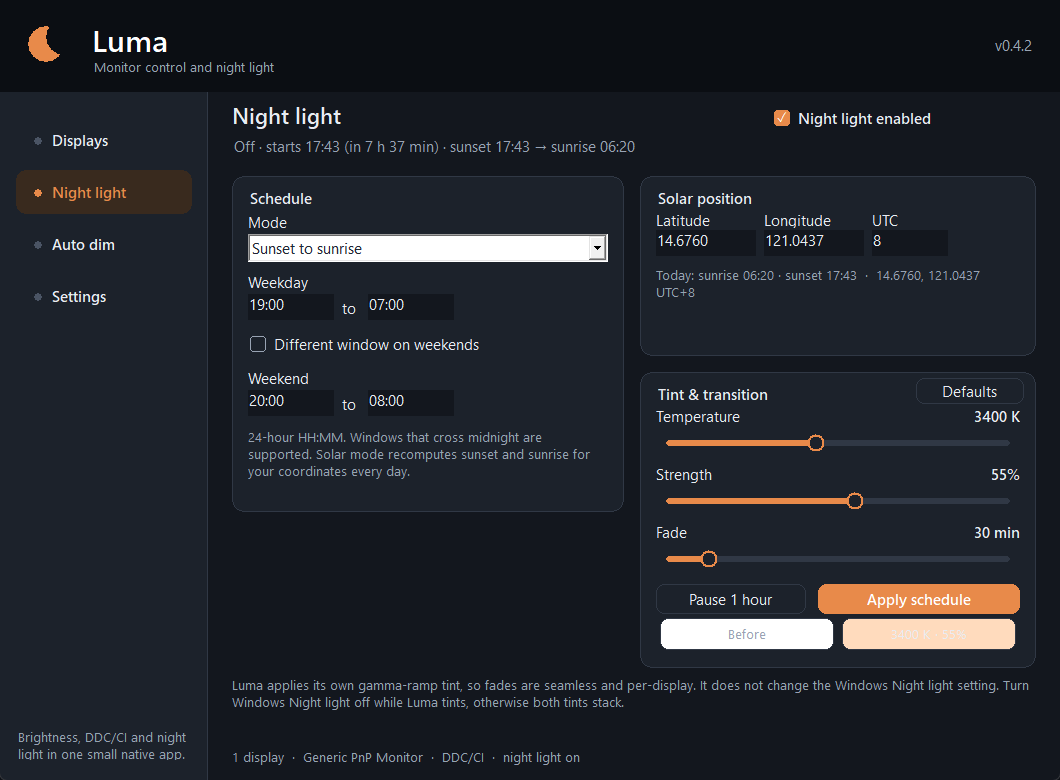 Luma
Monitor control and night light
v0.4.2
Displays
Night light
Auto dim
Settings
Brightness, DDC/CI and night
light in one small native app.
Night light
Night light enabled
Off · starts 17:43 (in 7 h 37 min) · sunset 17:43 → sunrise 06:20
Schedule
Mode
Sunset to sunrise
Weekday
19:00 to 07:00
Different window on weekends
Weekend
20:00 to 08:00
24-hour HH:MM. Windows that cross midnight are
supported. Solar mode recomputes sunset and sunrise for
your coordinates every day.
Solar position
Latitude Longitude UTC
14.6760 121.0437 8
Today: sunrise 06:20 · sunset 17:43 · 14.6760, 121.0437
UTC+8
Tint & transition
Defaults
Temperature 3400 K
Strength 55%
Fade 30 min
Pause 1 hour Apply schedule
Before 3400 K · 55%
Luma applies its own gamma-ramp tint, so fades are seamless and per-display. It does not change the Windows Night light setting. Turn
Windows Night light off while Luma tints, otherwise both tints stack.
1 display · Generic PnP Monitor · DDC/CI · night light on